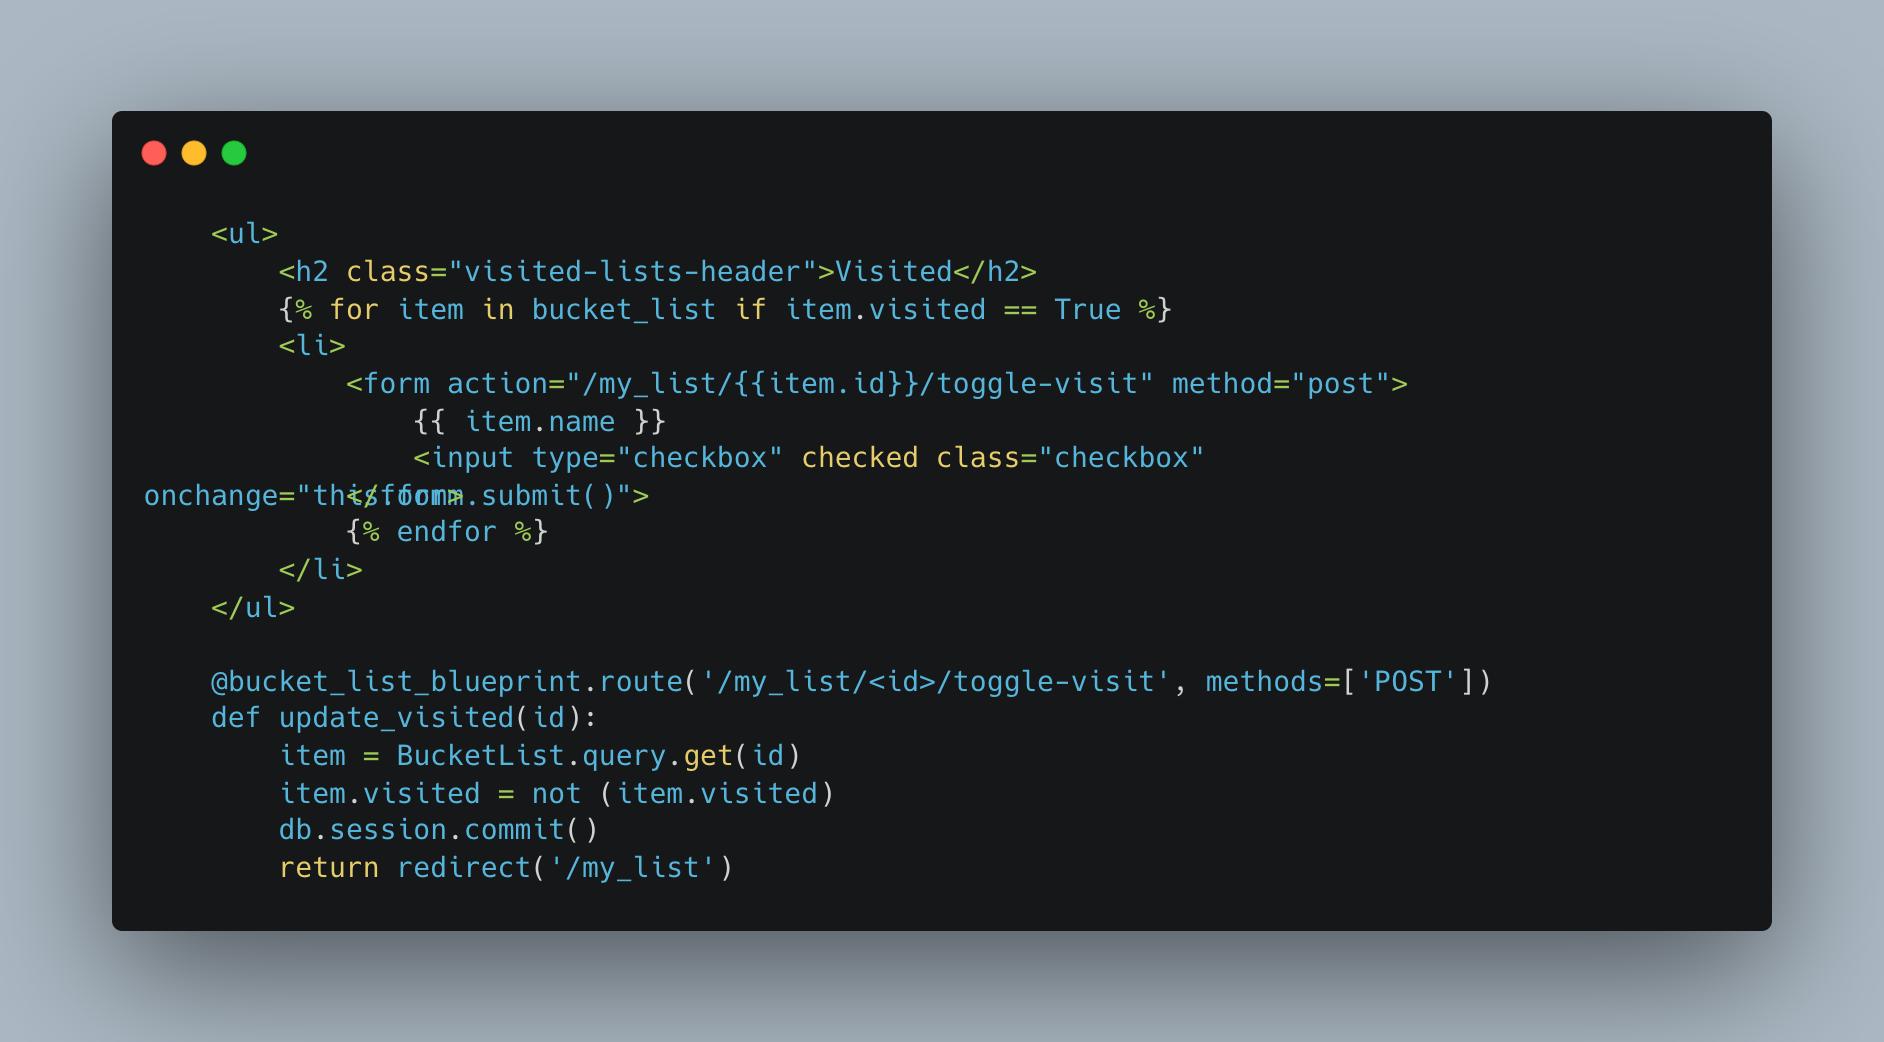 <ul>
<h2 class="visited-lists-header">Visited</h2>
{% for item in bucket_list if item.visited == True %}
<li>
<form action="/my_list/{{item.id}}/toggle-visit" method="post">
{{ item.name }}
<input type="checkbox" checked class="checkbox"
onchange="this.form.submit()">
</form>
{% endfor %}
</li>
</ul>
@bucket_list_blueprint.route('/my_list/<id>/toggle-visit', methods=['POST'])
def update_visited(id):
item = BucketList.query.get(id)
item.visited = not (item.visited)
db.session.commit()
return redirect('/my_list')